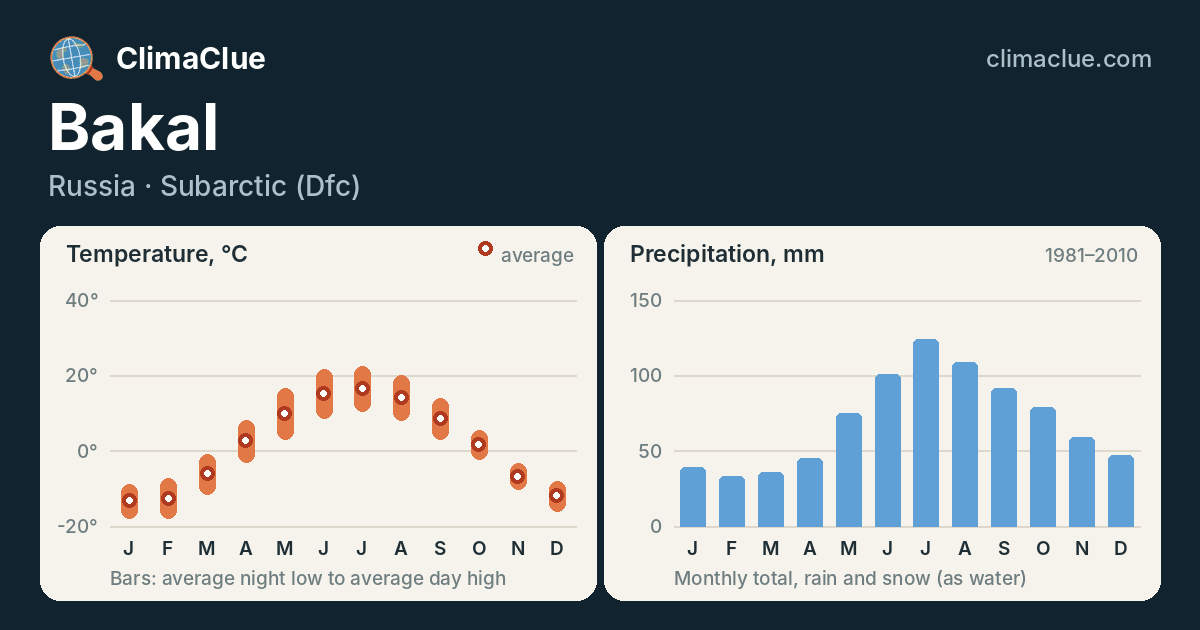 ClimaClue
climaclue.com
Bakal
Russia · Subarctic (Dfc)
Temperature, °C
average
40°
20°
0°
-20°
J F M A M J J A S O N D
Bars: average night low to average day high
Precipitation, mm
1981–2010
150
100
50
0
J F M A M J J A S O N D
Monthly total, rain and snow (as water)